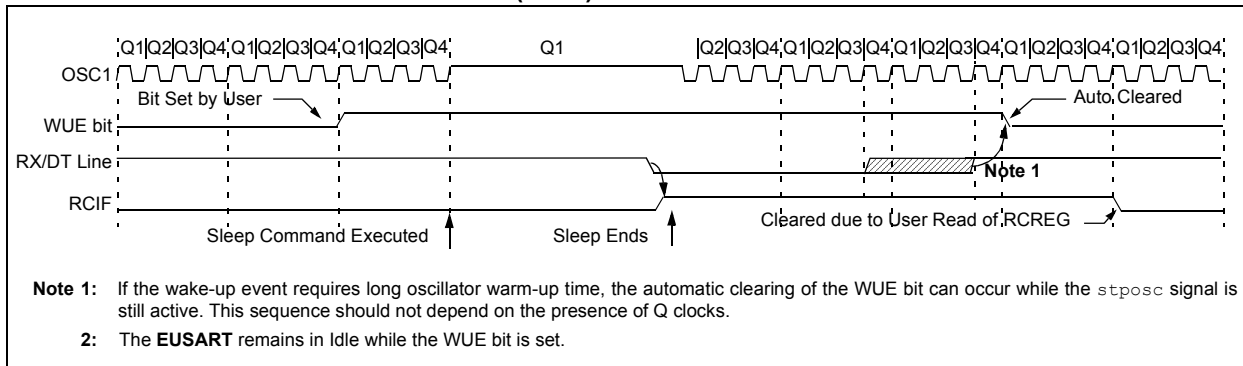 Q1|Q2|Q3|Q4 Q1|Q2|Q3|Q4 Q1|Q2|Q3|Q4 Q1 |Q2|Q3|Q4 Q1|Q2|Q3|Q4 Q1|Q2|Q3|Q4 Q1|Q2|Q3|Q4 Q1|Q2|Q3|Q4
OSC1
Bit Set by User
Auto Cleared
WUE bit
RX/DT Line
Note 1
RCIF
Cleared due to User Read of RCREG
Sleep Command Executed
Sleep Ends
Note 1: If the wake-up event requires long oscillator warm-up time, the automatic clearing of the WUE bit can occur while the stposc signal is
still active. This sequence should not depend on the presence of Q clocks.
2: The EUSART remains in Idle while the WUE bit is set.